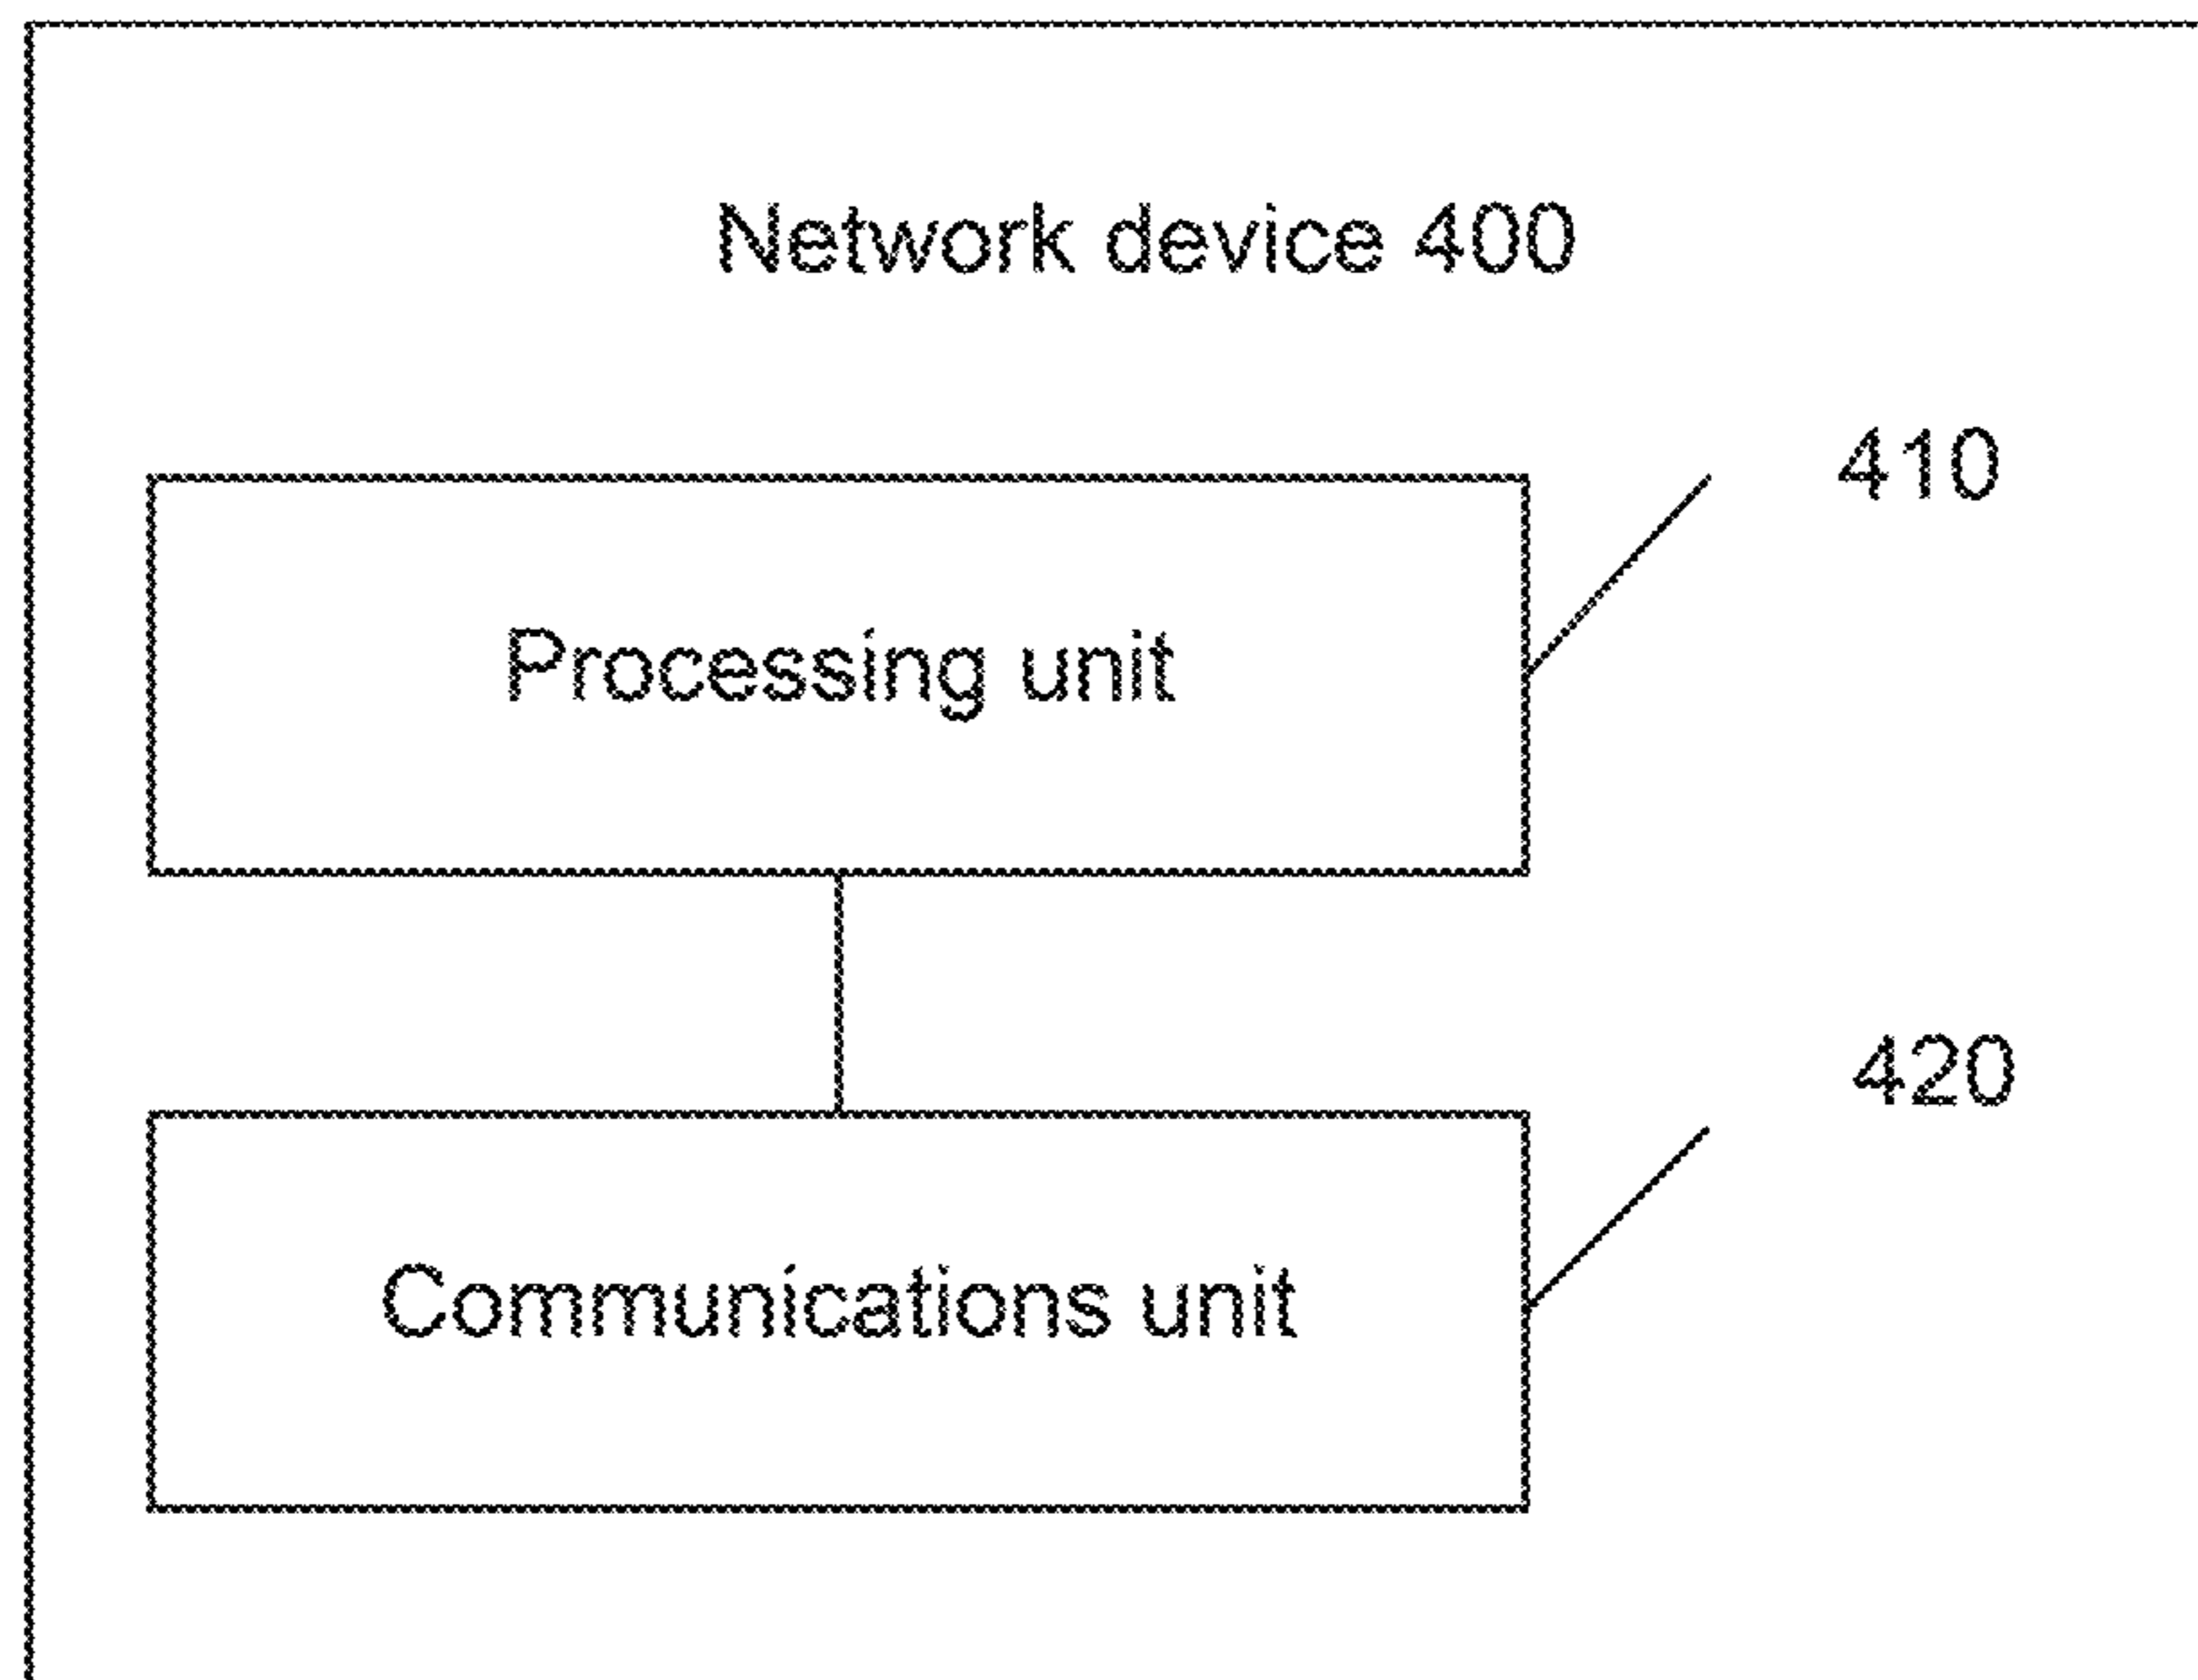 Network device 400
410
Processing unit
420
Communications unit